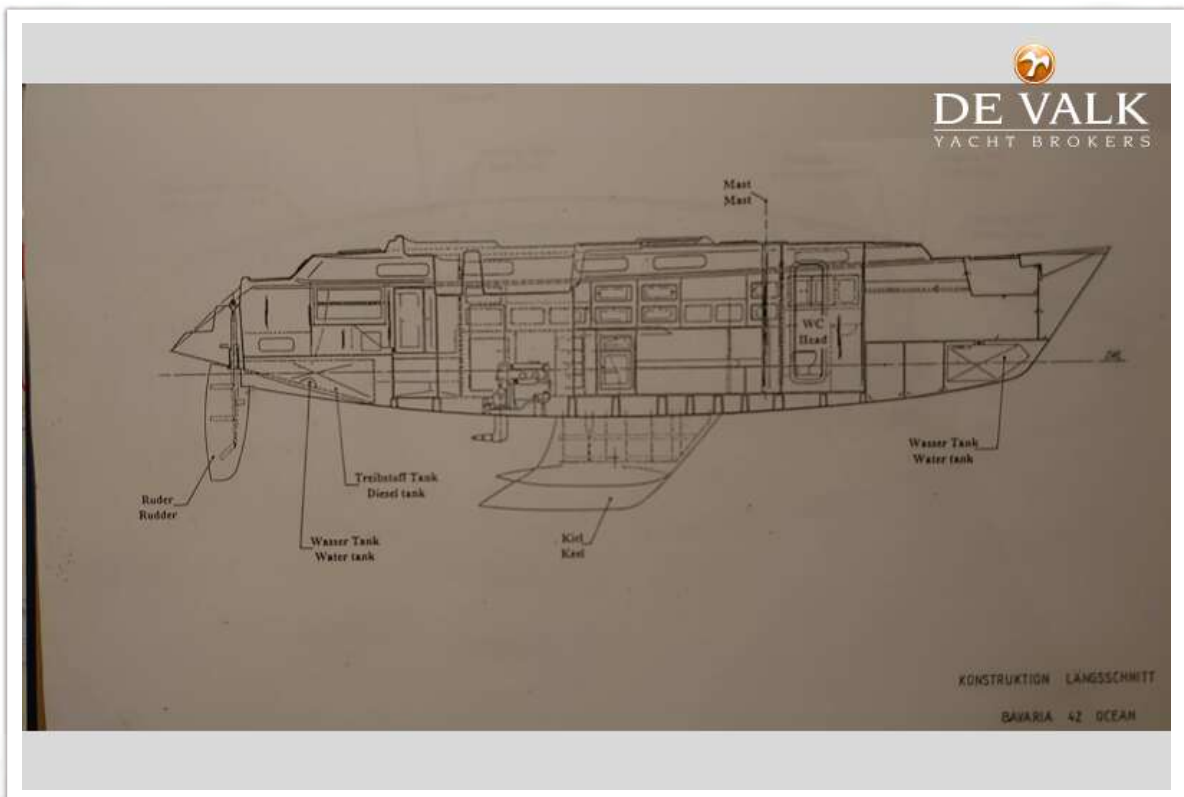 DE VALK
YACHT BROKERS
Mast
Mast
WC
Head
Wasser Tank
Water tank
Treibstoff Tank
Diesel tank
Ruder
Rudder
Wasser Tank
Water tank
Kiel
Keel
KONSTRUKTION LÄNGSSCHNITT
BAVARIA 42 OCEAN